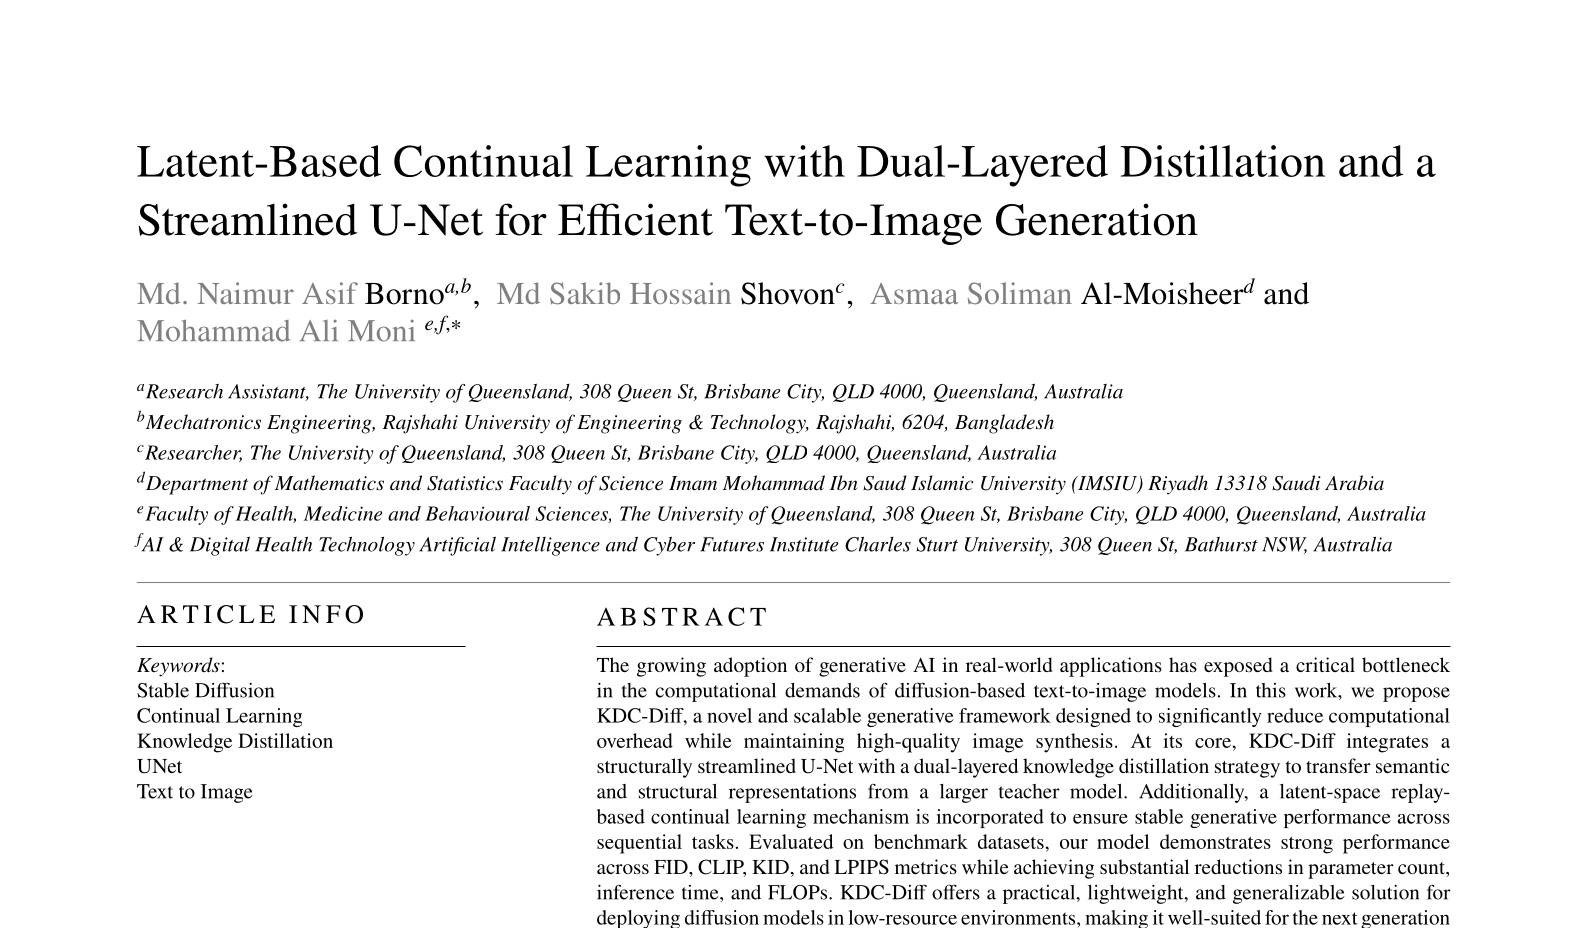 Latent-Based Continual Learning with Dual-Layered Distillation and a
Streamlined U-Net for Efficient Text-to-Image Generation
Md. Naimur Asif Borno^{a,b}, Md Sakib Hossain Shovon^c, Asmaa Soliman Al-Moisheer^d and
Mohammad Ali Moni ^{e,f,∗}
^aResearch Assistant, The University of Queensland, 308 Queen St, Brisbane City, QLD 4000, Queensland, Australia
^bMechatronics Engineering, Rajshahi University of Engineering & Technology, Rajshahi, 6204, Bangladesh
^cResearcher, The University of Queensland, 308 Queen St, Brisbane City, QLD 4000, Queensland, Australia
^dDepartment of Mathematics and Statistics Faculty of Science Imam Mohammad Ibn Saud Islamic University (IMSIU) Riyadh 13318 Saudi Arabia
^eFaculty of Health, Medicine and Behavioural Sciences, The University of Queensland, 308 Queen St, Brisbane City, QLD 4000, Queensland, Australia
^fAI & Digital Health Technology Artificial Intelligence and Cyber Futures Institute Charles Sturt University, 308 Queen St, Bathurst NSW, Australia
ARTICLE INFO
Keywords:
Stable Diffusion
Continual Learning
Knowledge Distillation
UNet
Text to Image
ABSTRACT
The growing adoption of generative AI in real-world applications has exposed a critical bottleneck
in the computational demands of diffusion-based text-to-image models. In this work, we propose
KDC-Diff, a novel and scalable generative framework designed to significantly reduce computational
overhead while maintaining high-quality image synthesis. At its core, KDC-Diff integrates a
structurally streamlined U-Net with a dual-layered knowledge distillation strategy to transfer semantic
and structural representations from a larger teacher model. Additionally, a latent-space replay-
based continual learning mechanism is incorporated to ensure stable generative performance across
sequential tasks. Evaluated on benchmark datasets, our model demonstrates strong performance
across FID, CLIP, KID, and LPIPS metrics while achieving substantial reductions in parameter count,
inference time, and FLOPs. KDC-Diff offers a practical, lightweight, and generalizable solution for
deploying diffusion models in low-resource environments, making it well-suited for the next generation